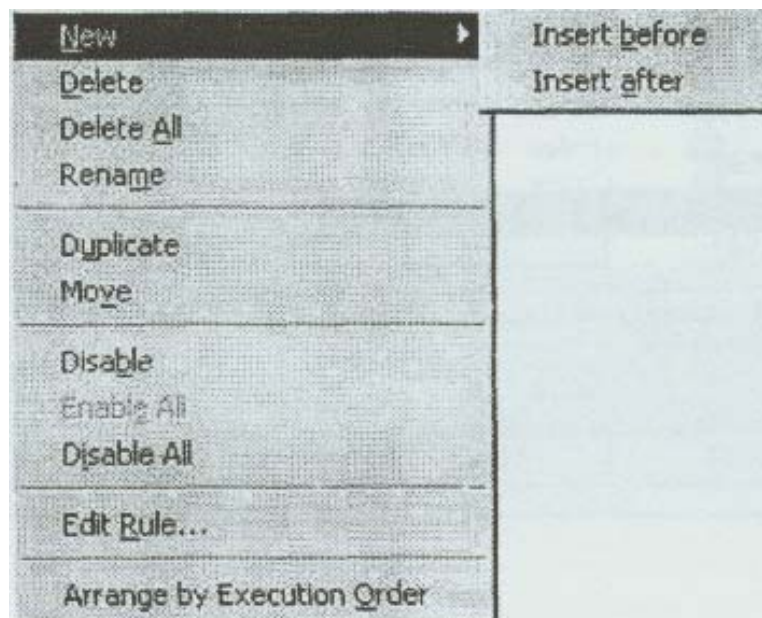 New
Insert before
Insert after
Delete
Delete All
Rename
Duplicate
Move
Disable
Enable All
Disable All
Edit Rule...
Arrange by Execution Order